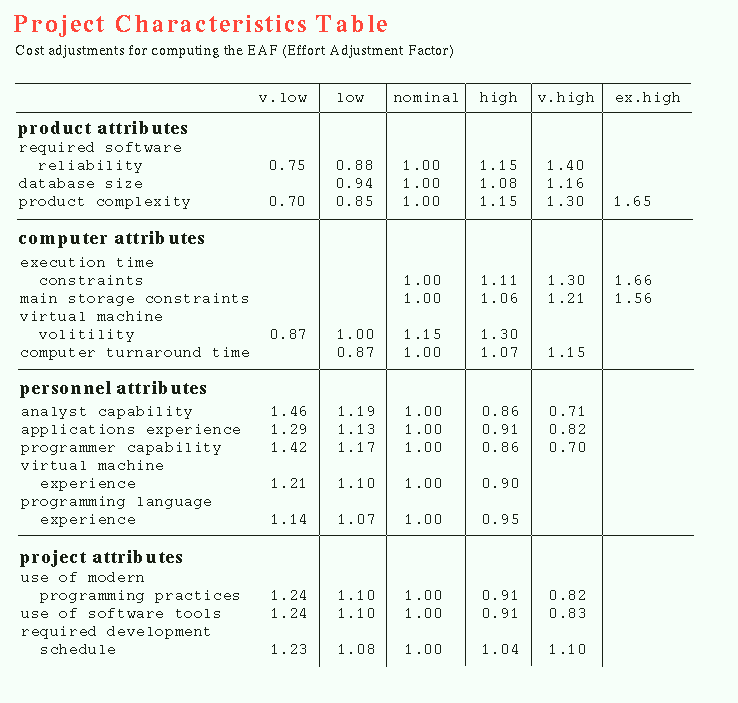 Project Characteristics Table
Cost adjustments for computing the EAF (Effort Adjustment Factor)
v.low low nominal high v.high ex.high
product attributes
required software
reliability 0.75 0.88 1.00 1.15 1.40
database size 0.94 1.00 1.08 1.16
product complexity 0.70 0.85 1.00 1.15 1.30 1.65
computer attributes
execution time
constraints 1.00 1.11 1.30 1.66
main storage constraints 1.00 1.06 1.21 1.56
virtual machine
volitility 0.87 1.00 1.15 1.30
computer turnaround time 0.87 1.00 1.07 1.15
personnel attributes
analyst capability 1.46 1.19 1.00 0.86 0.71
applications experience 1.29 1.13 1.00 0.91 0.82
programmer capability 1.42 1.17 1.00 0.86 0.70
virtual machine
experience 1.21 1.10 1.00 0.90
programming language
experience 1.14 1.07 1.00 0.95
project attributes
use of modern
programming practices 1.24 1.10 1.00 0.91 0.82
use of software tools 1.24 1.10 1.00 0.91 0.83
required development
schedule 1.23 1.08 1.00 1.04 1.10